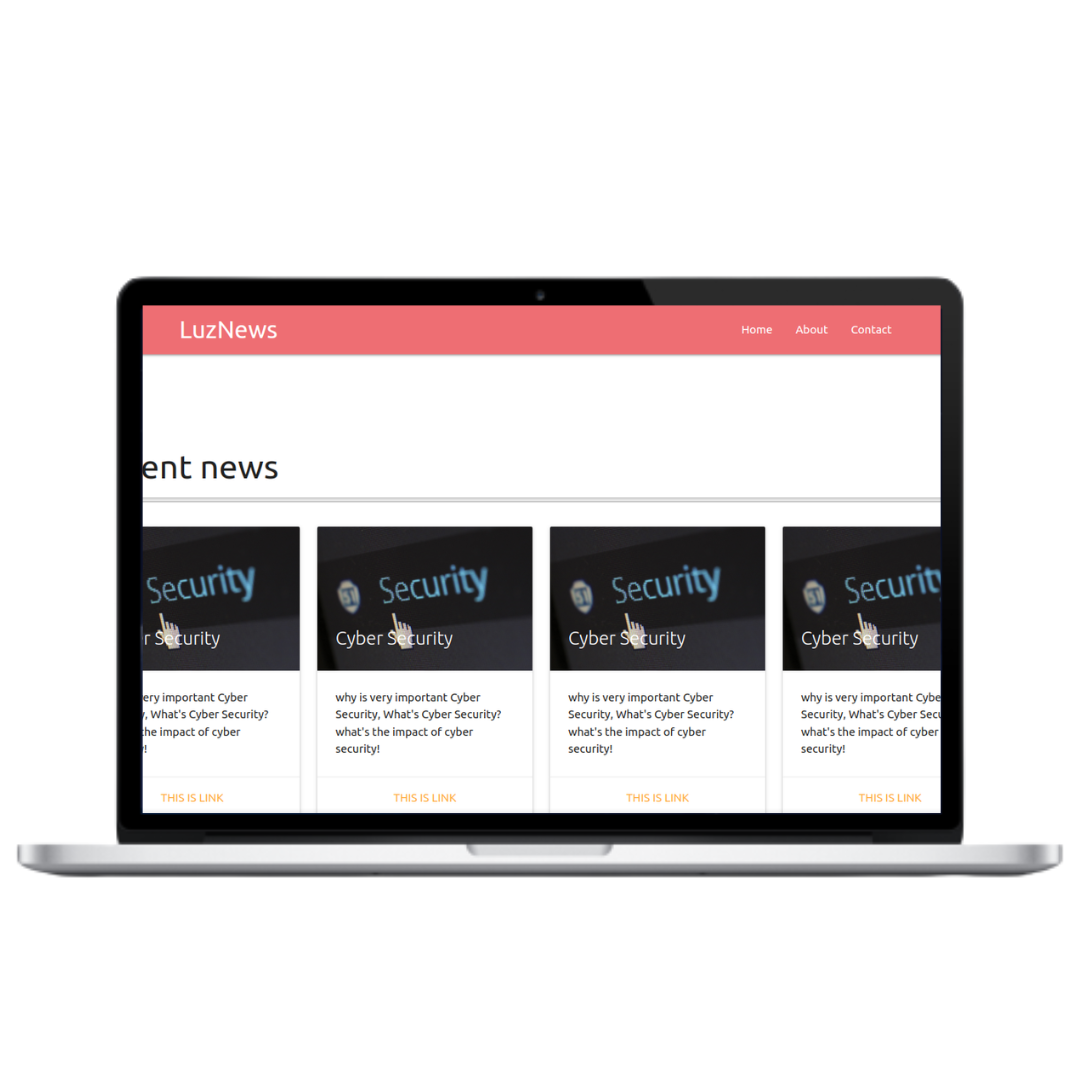 LuzNews
Home About Contact
ent news
Security Security Security Securit
r Security Cyber Security Cyber Security Cyber Security
ery important Cyber
, What's Cyber Security?
the impact of cyber
!
why is very important Cyber
Security, What's Cyber Security?
what's the impact of cyber
security!
why is very important Cyber
Security, What's Cyber Security?
what's the impact of cyber
security!
why is very important Cybe
Security, What's Cyber Secu
what's the impact of cyber
security!
THIS IS LINK THIS IS LINK THIS IS LINK THIS IS LINK